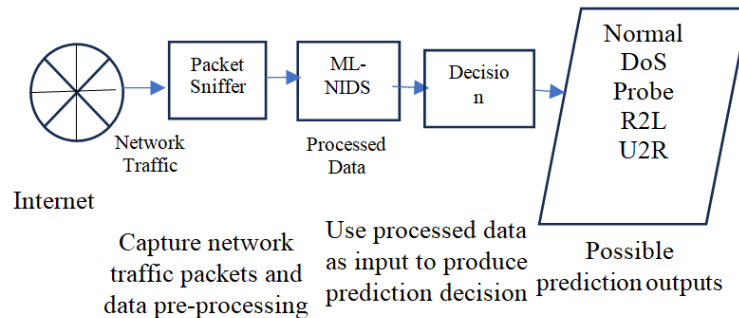 Packet
Sniffer
ML-
NIDS
Decisio
n
Normal
DoS
Probe
R2L
U2R
Network
Traffic
Processed
Data
Internet
Capture network
traffic packets and
data pre-processing
Use processed data
as input to produce
prediction decision
Possible
prediction outputs